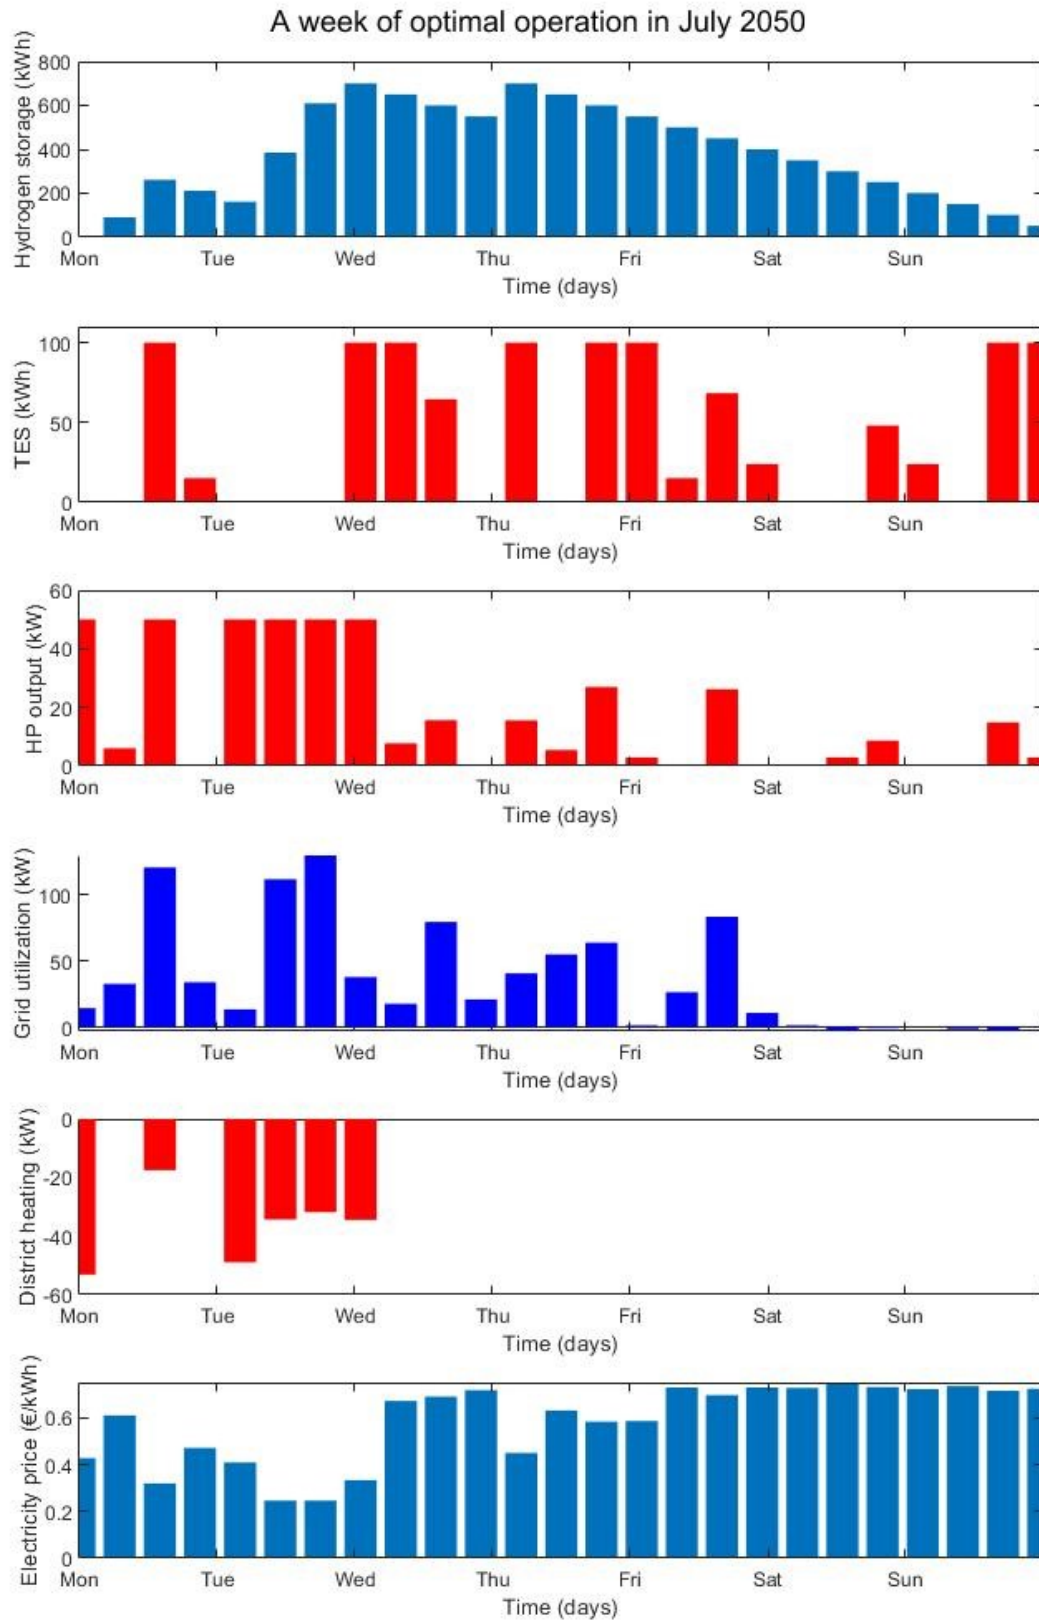 A week of optimal operation in July 2050
Hydrogen storage (kWh)
800
600
400
200
0
Mon Tue Wed Thu Fri Sat Sun
Time (days)
TES (kWh)
100
50
0
Mon Tue Wed Thu Fri Sat Sun
Time (days)
HP output (kW)
60
40
20
0
Mon Tue Wed Thu Fri Sat Sun
Time (days)
Grid utilization (kW)
100
50
0
Mon Tue Wed Thu Fri Sat Sun
Time (days)
District heating (kW)
0
-20
-40
-60
Mon Tue Wed Thu Fri Sat Sun
Time (days)
Electricity price (€/kWh)
0.6
0.4
0.2
0
Mon Tue Wed Thu Fri Sat Sun
Time (days)